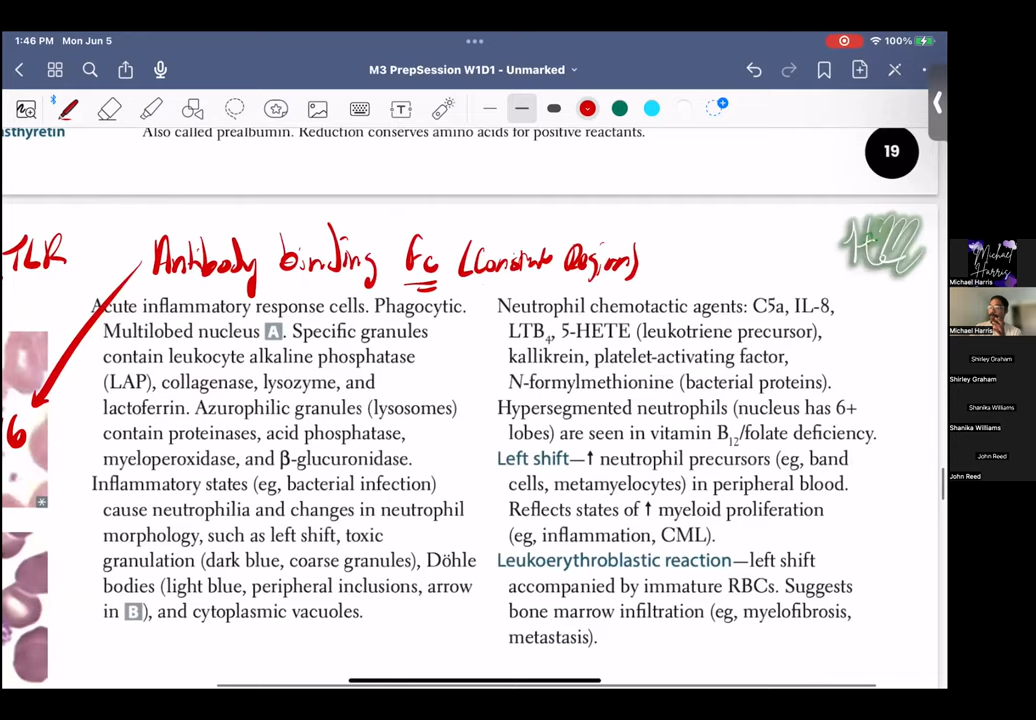 1:46 PM Mon Jun 5
100%
M3 PrepSession W1D1 - Unmarked
asthyretin
Also called prealbumin. Reduction conserves amino acids for positive reactants.
19
TLR
Antibody binding Fc (Constate Region)
Acute inflammatory response cells. Phagocytic.
Multilobed nucleus A. Specific granules
contain leukocyte alkaline phosphatase
(LAP), collagenase, lysozyme, and
lactoferrin. Azurophilic granules (lysosomes)
contain proteinases, acid phosphatase,
myeloperoxidase, and β-glucuronidase.
Inflammatory states (eg, bacterial infection)
cause neutrophilia and changes in neutrophil
morphology, such as left shift, toxic
granulation (dark blue, coarse granules), Döhle
bodies (light blue, peripheral inclusions, arrow
in B), and cytoplasmic vacuoles.
16
Neutrophil chemotactic agents: C5a, IL-8,
LTB4, 5-HETE (leukotriene precursor),
kallikrein, platelet-activating factor,
N-formylmethionine (bacterial proteins).
Hypersegmented neutrophils (nucleus has 6+
lobes) are seen in vitamin B12/folate deficiency.
Left shift—↑ neutrophil precursors (eg, band
cells, metamyelocytes) in peripheral blood.
Reflects states of ↑ myeloid proliferation
(eg, inflammation, CML).
Leukoerythroblastic reaction—left shift
accompanied by immature RBCs. Suggests
bone marrow infiltration (eg, myelofibrosis,
metastasis).
Michael
Harris
Michael Harris
Michael Harris
Shirley Graham
Shirley Graham
Shanika Williams
Shanika Williams
John Reed
John Reed